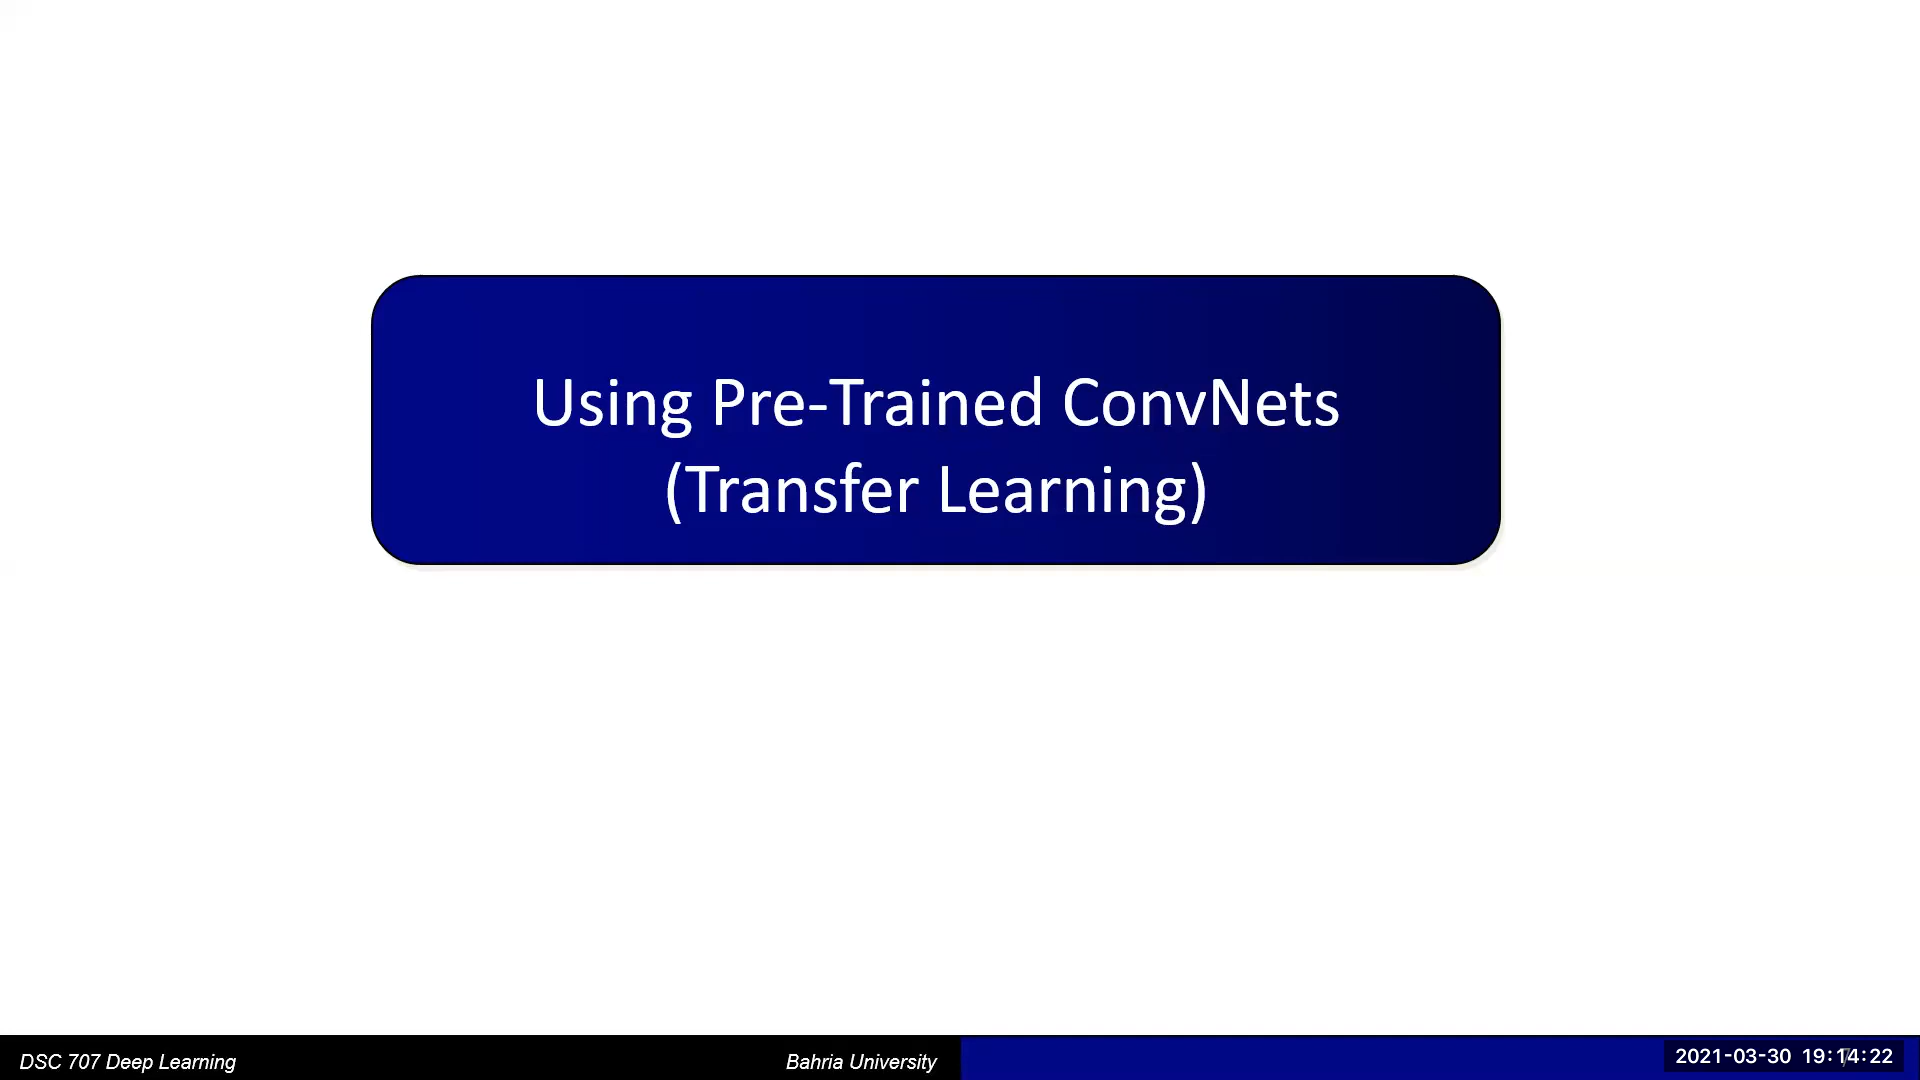 Using Pre-Trained ConvNets
(Transfer Learning)
DSC 707 Deep Learning
Bahria University
2021-03-30 19:14:22